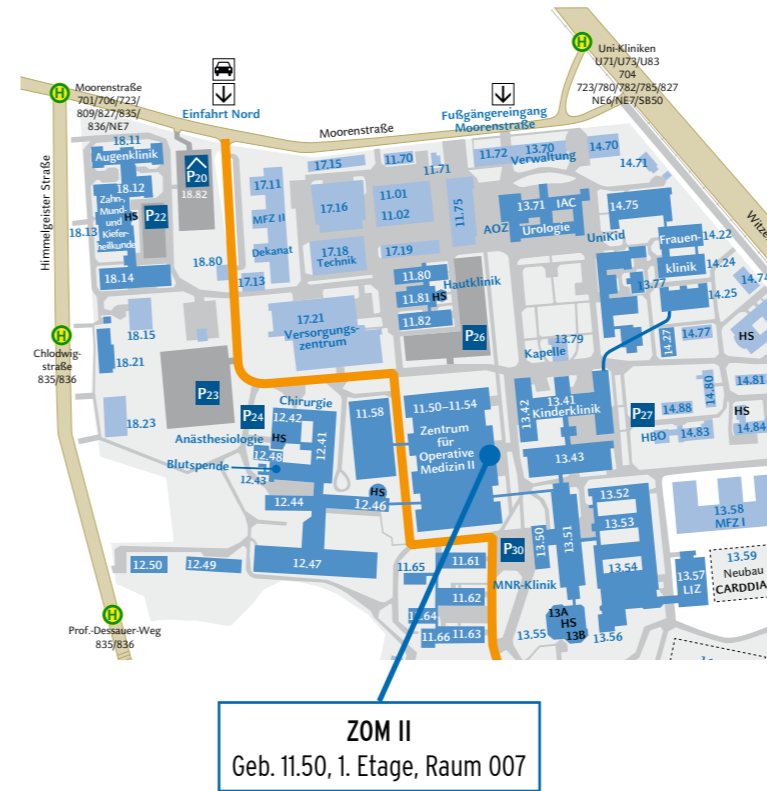 Uni-Kliniken
U71/U73/U83
704
723/780/782/785/827
NE6/NE7/SB50
H
H
Moorenstraße
701/706/723/
809/827/835/
836/NE7
Einfahrt Nord
Moorenstraße
Fußgängereingang
Moorenstraße
Himmelgeister Straße
18.11
Augenklinik
18.12
Zahn-,
Mund-
und
Kiefer-
heilkunde
HS
P22
18.13
18.14
P20
18.82
18.80
17.11
MFZ II
Dekanat
17.13
17.15
17.16
17.18
Technik
11.70
11.71
11.01
11.02
17.19
11.75
11.72
13.70
Verwaltung
14.70
14.71
13.71
IAC
AOZ
Urologie
14.75
UniKid
Frauen-
klinik
14.22
14.24
14.25
14.74
Witze
11.80
11.81
HS
11.82
Hautklinik
P26
13.77
13.79
Kapelle
14.27
14.77
HS
17.21
Versorgungs-
zentrum
18.15
18.21
18.23
H
Chlodwig-
straße
835/836
P23
P24
Chirurgie
12.42
12.41
Anästhesiologie
HS
12.48
Blutspende
12.43
12.44
12.46
HS
11.58
11.50–11.54
Zentrum
für
Operative
Medizin II
13.42
13.41
Kinderklinik
13.43
P27
14.88
14.80
14.81
HBO
14.83
HS
14.84
12.50
12.49
12.47
11.65
11.61
11.62
11.64
11.66
11.63
P30
MNR-Klinik
13.50
13.51
13.52
13.53
13.54
13.58
MFZ I
13.57
LIZ
13.59
Neubau
CARDDIA
13A
HS
13B
13.55
13.56
H
Prof.-Dessauer-Weg
835/836
ZOM II
Geb. 11.50, 1. Etage, Raum 007